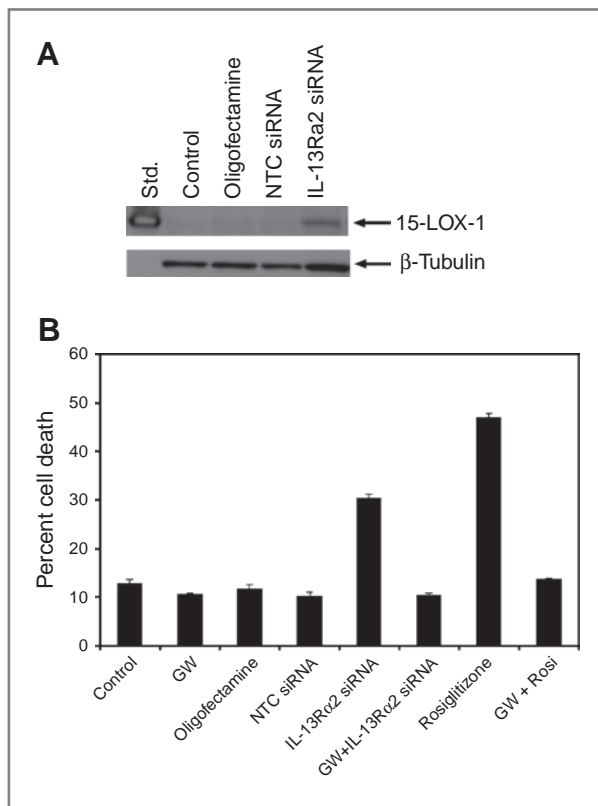 A
Std.
Control
Oligofectamine
NTC siRNA
IL-13Ra2 siRNA
15-LOX-1
β-Tubulin
B
Percent cell death
60
50
40
30
20
10
0
Control
GW
Oligofectamine
NTC siRNA
IL-13Rα2 siRNA
GW+IL-13Rα2 siRNA
Rosiglitizone
GW + Rosi